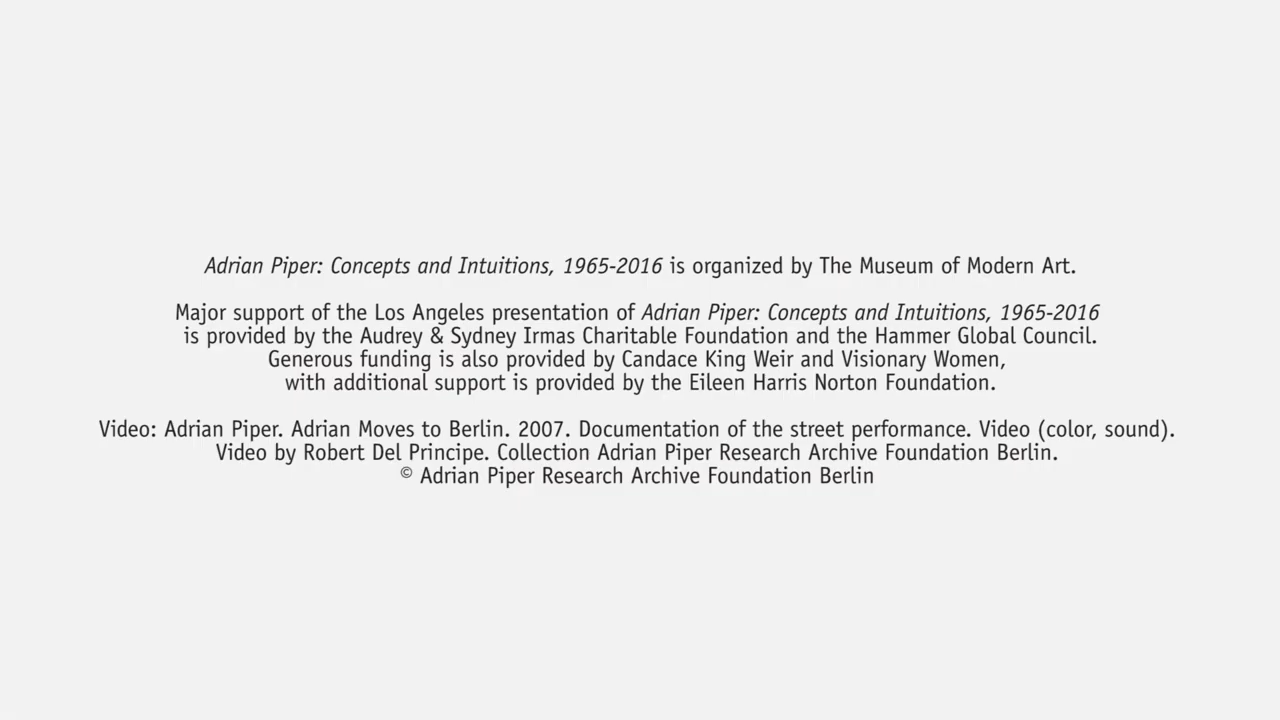 Adrian Piper: Concepts and Intuitions, 1965-2016 is organized by The Museum of Modern Art.
Major support of the Los Angeles presentation of Adrian Piper: Concepts and Intuitions, 1965-2016
is provided by the Audrey & Sydney Irmas Charitable Foundation and the Hammer Global Council.
Generous funding is also provided by Candace King Weir and Visionary Women,
with additional support is provided by the Eileen Harris Norton Foundation.
Video: Adrian Piper. Adrian Moves to Berlin. 2007. Documentation of the street performance. Video (color, sound).
Video by Robert Del Principe. Collection Adrian Piper Research Archive Foundation Berlin.
© Adrian Piper Research Archive Foundation Berlin